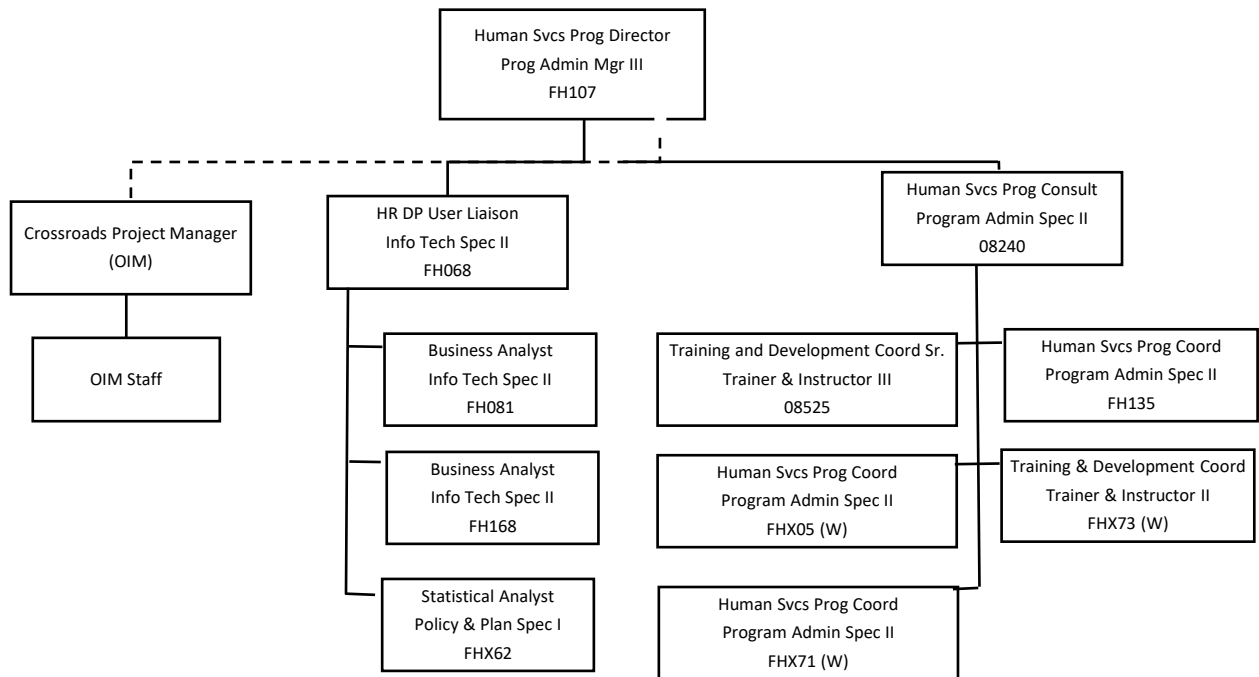 Human Svcs Prog Director
Prog Admin Mgr III
FH107
Crossroads Project Manager
(OIM)
OIM Staff
HR DP User Liaison
Info Tech Spec II
FH068
Business Analyst
Info Tech Spec II
FH081
Business Analyst
Info Tech Spec II
FH168
Statistical Analyst
Policy & Plan Spec I
FHX62
Human Svcs Prog Consult
Program Admin Spec II
08240
Training and Development Coord Sr.
Trainer & Instructor III
08525
Human Svcs Prog Coord
Program Admin Spec II
FH135
Human Svcs Prog Coord
Program Admin Spec II
FHX05 (W)
Training & Development Coord
Trainer & Instructor II
FHX73 (W)
Human Svcs Prog Coord
Program Admin Spec II
FHX71 (W)